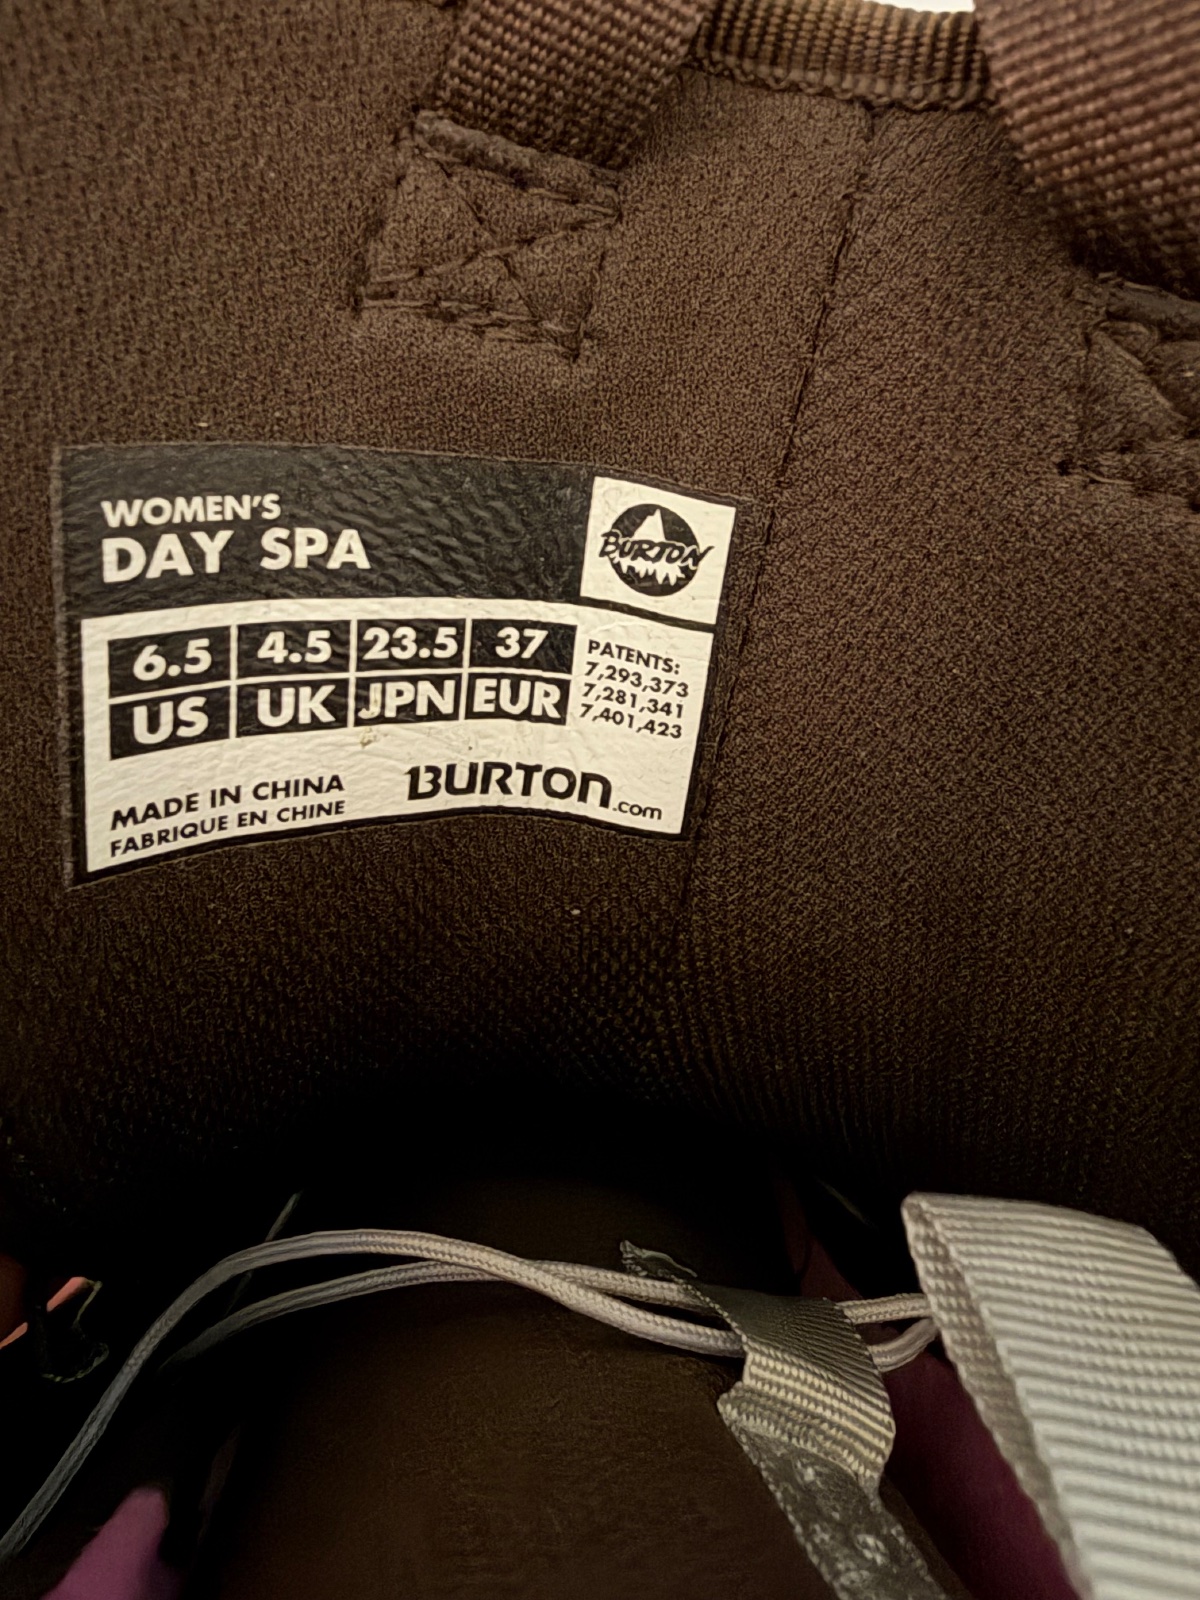 WOMEN'S
DAY SPA
BURTON
6.5 4.5 23.5 37
US UK JPN EUR
PATENTS:
7,293,373
7,281,341
7,401,423
MADE IN CHINA
FABRIQUE EN CHINE
BURTON.com